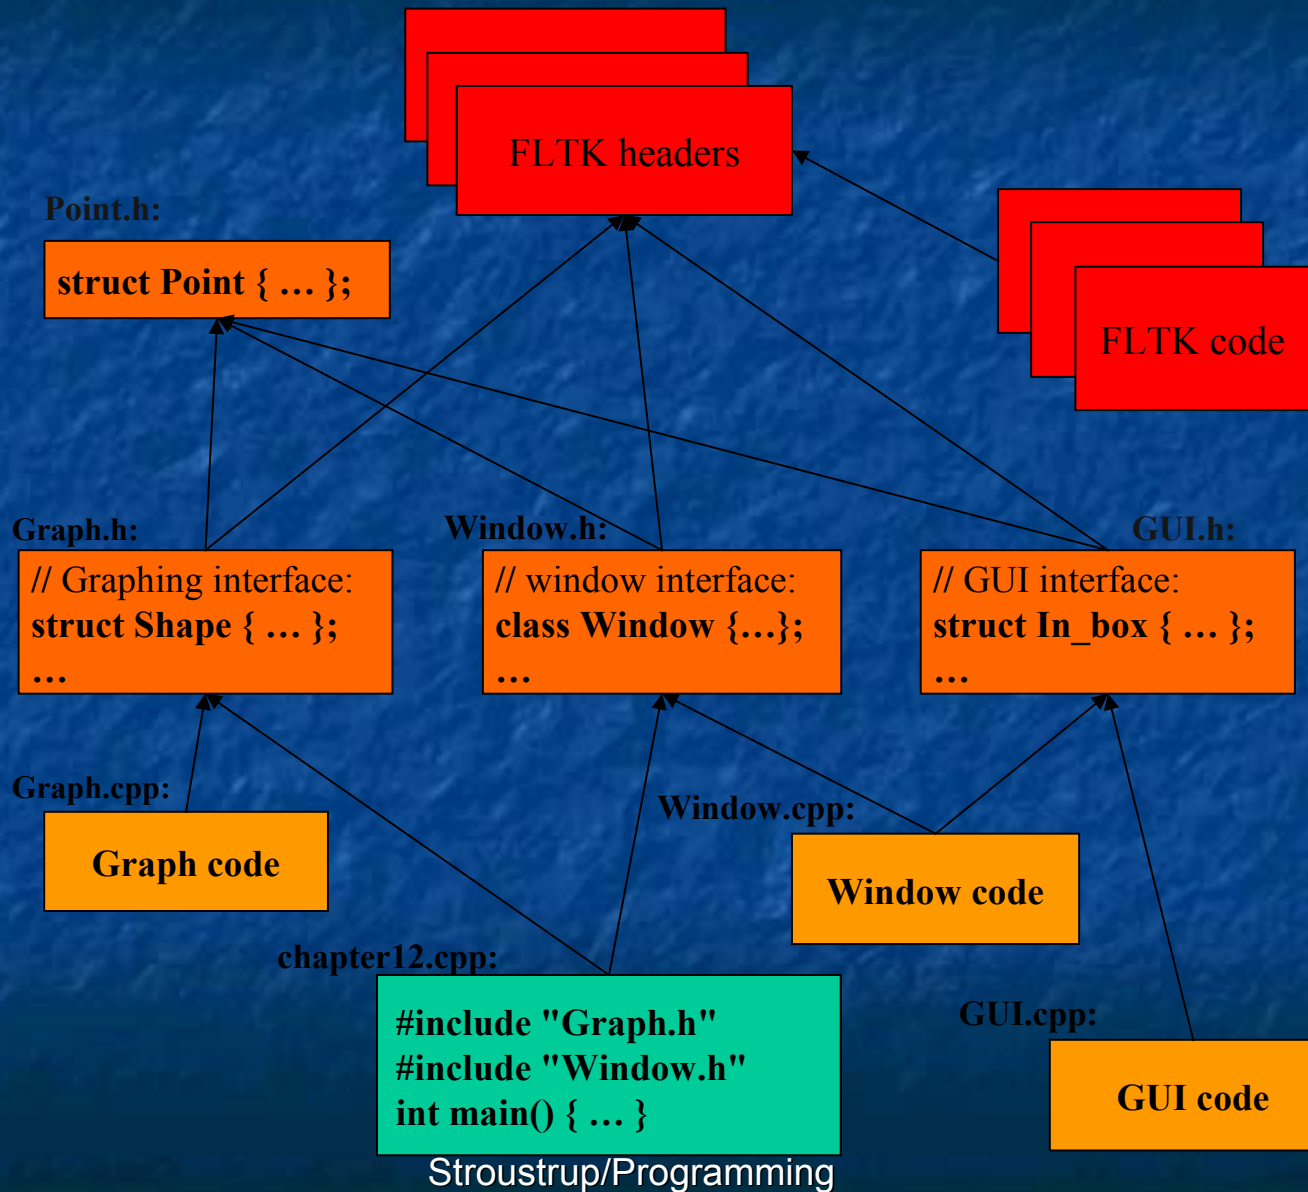 FLTK headers
Point.h:
struct Point { … };
FLTK code
Graph.h:
// Graphing interface:
struct Shape { … };
…
Window.h:
// window interface:
class Window {…};
…
GUI.h:
// GUI interface:
struct In_box { … };
…
Graph.cpp:
Graph code
Window.cpp:
Window code
chapter12.cpp:
#include "Graph.h"
#include "Window.h"
int main() { … }
GUI.cpp:
GUI code
Stroustrup/Programming